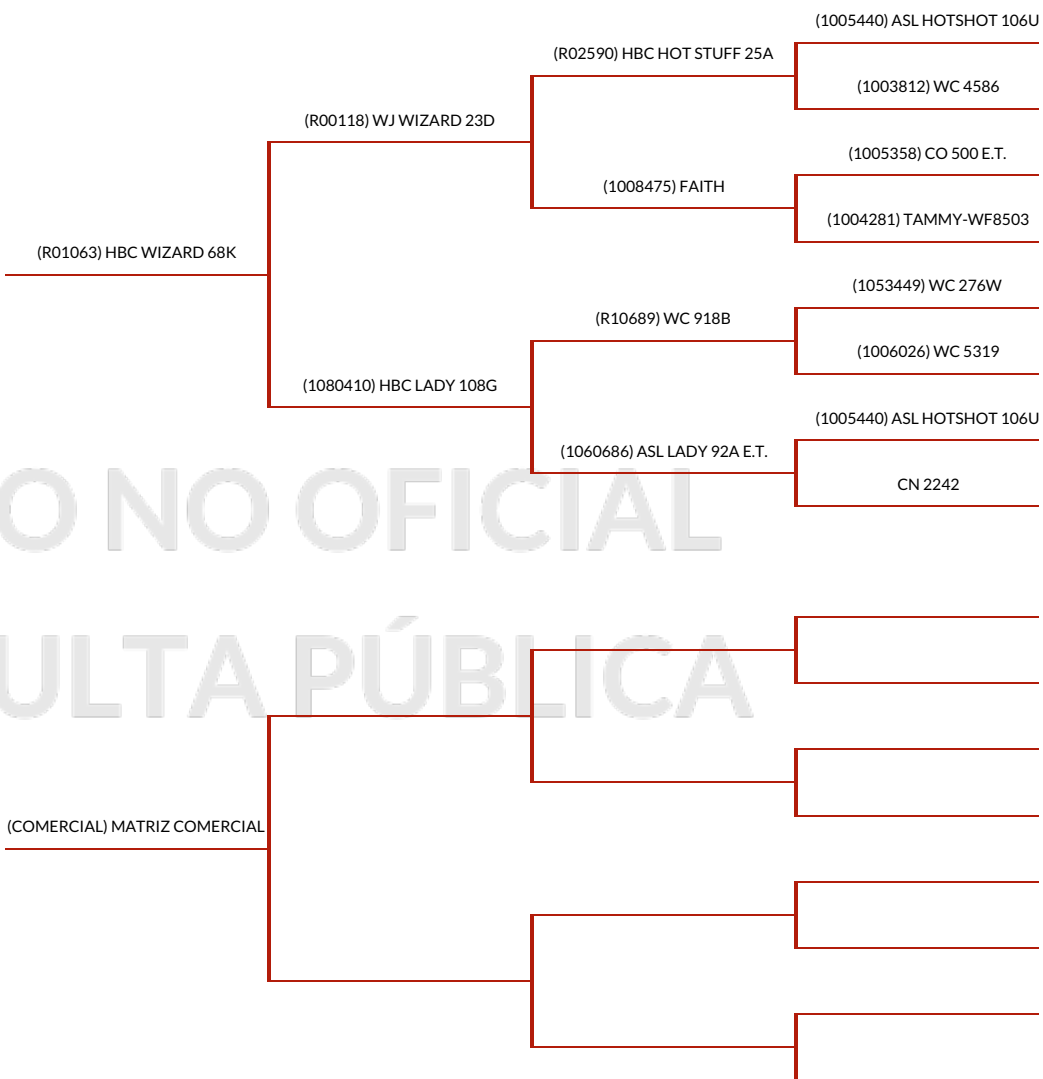 (1005440) ASL HOTSHOT 106U
(R02590) HBC HOT STUFF 25A
(1003812) WC 4586
(R00118) WJ WIZARD 23D
(1005358) CO 500 E.T.
(1008475) FAITH
(1004281) TAMMY-WF8503
(R01063) HBC WIZARD 68K
(1053449) WC 276W
(R10689) WC 918B
(1006026) WC 5319
(1080410) HBC LADY 108G
(1005440) ASL HOTSHOT 106U
(1060686) ASL LADY 92A E.T.
CN 2242
O NO OFICIAL
ULTA PÚBLICA
(COMERCIAL) MATRIZ COMERCIAL